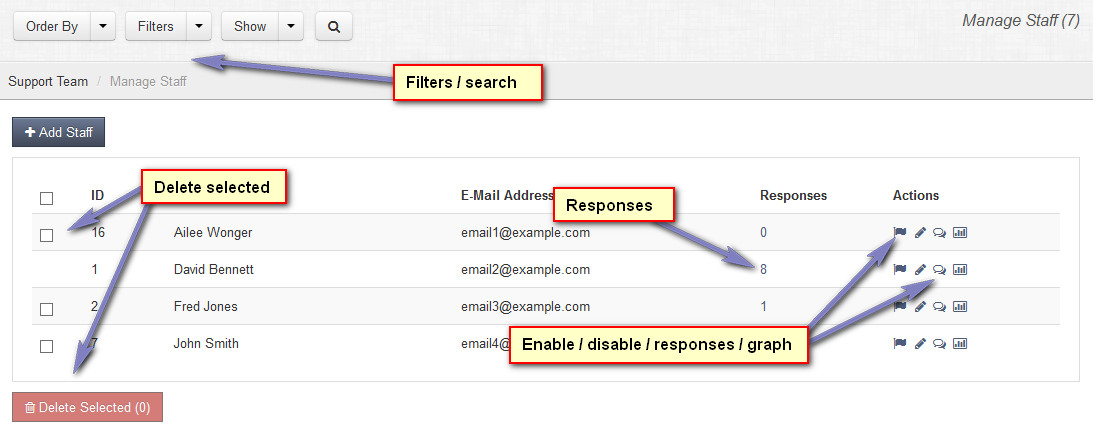 Order By Filters Show Manage Staff (7)
Filters / search
Support Team / Manage Staff
Add Staff
Delete selected
ID E-Mail Address Responses Actions
Responses
16 Ailee Wonger email1@example.com 0
1 David Bennett email2@example.com 8
2 Fred Jones email3@example.com 1
7 John Smith email4@
Enable / disable / responses / graph
Delete Selected (0)